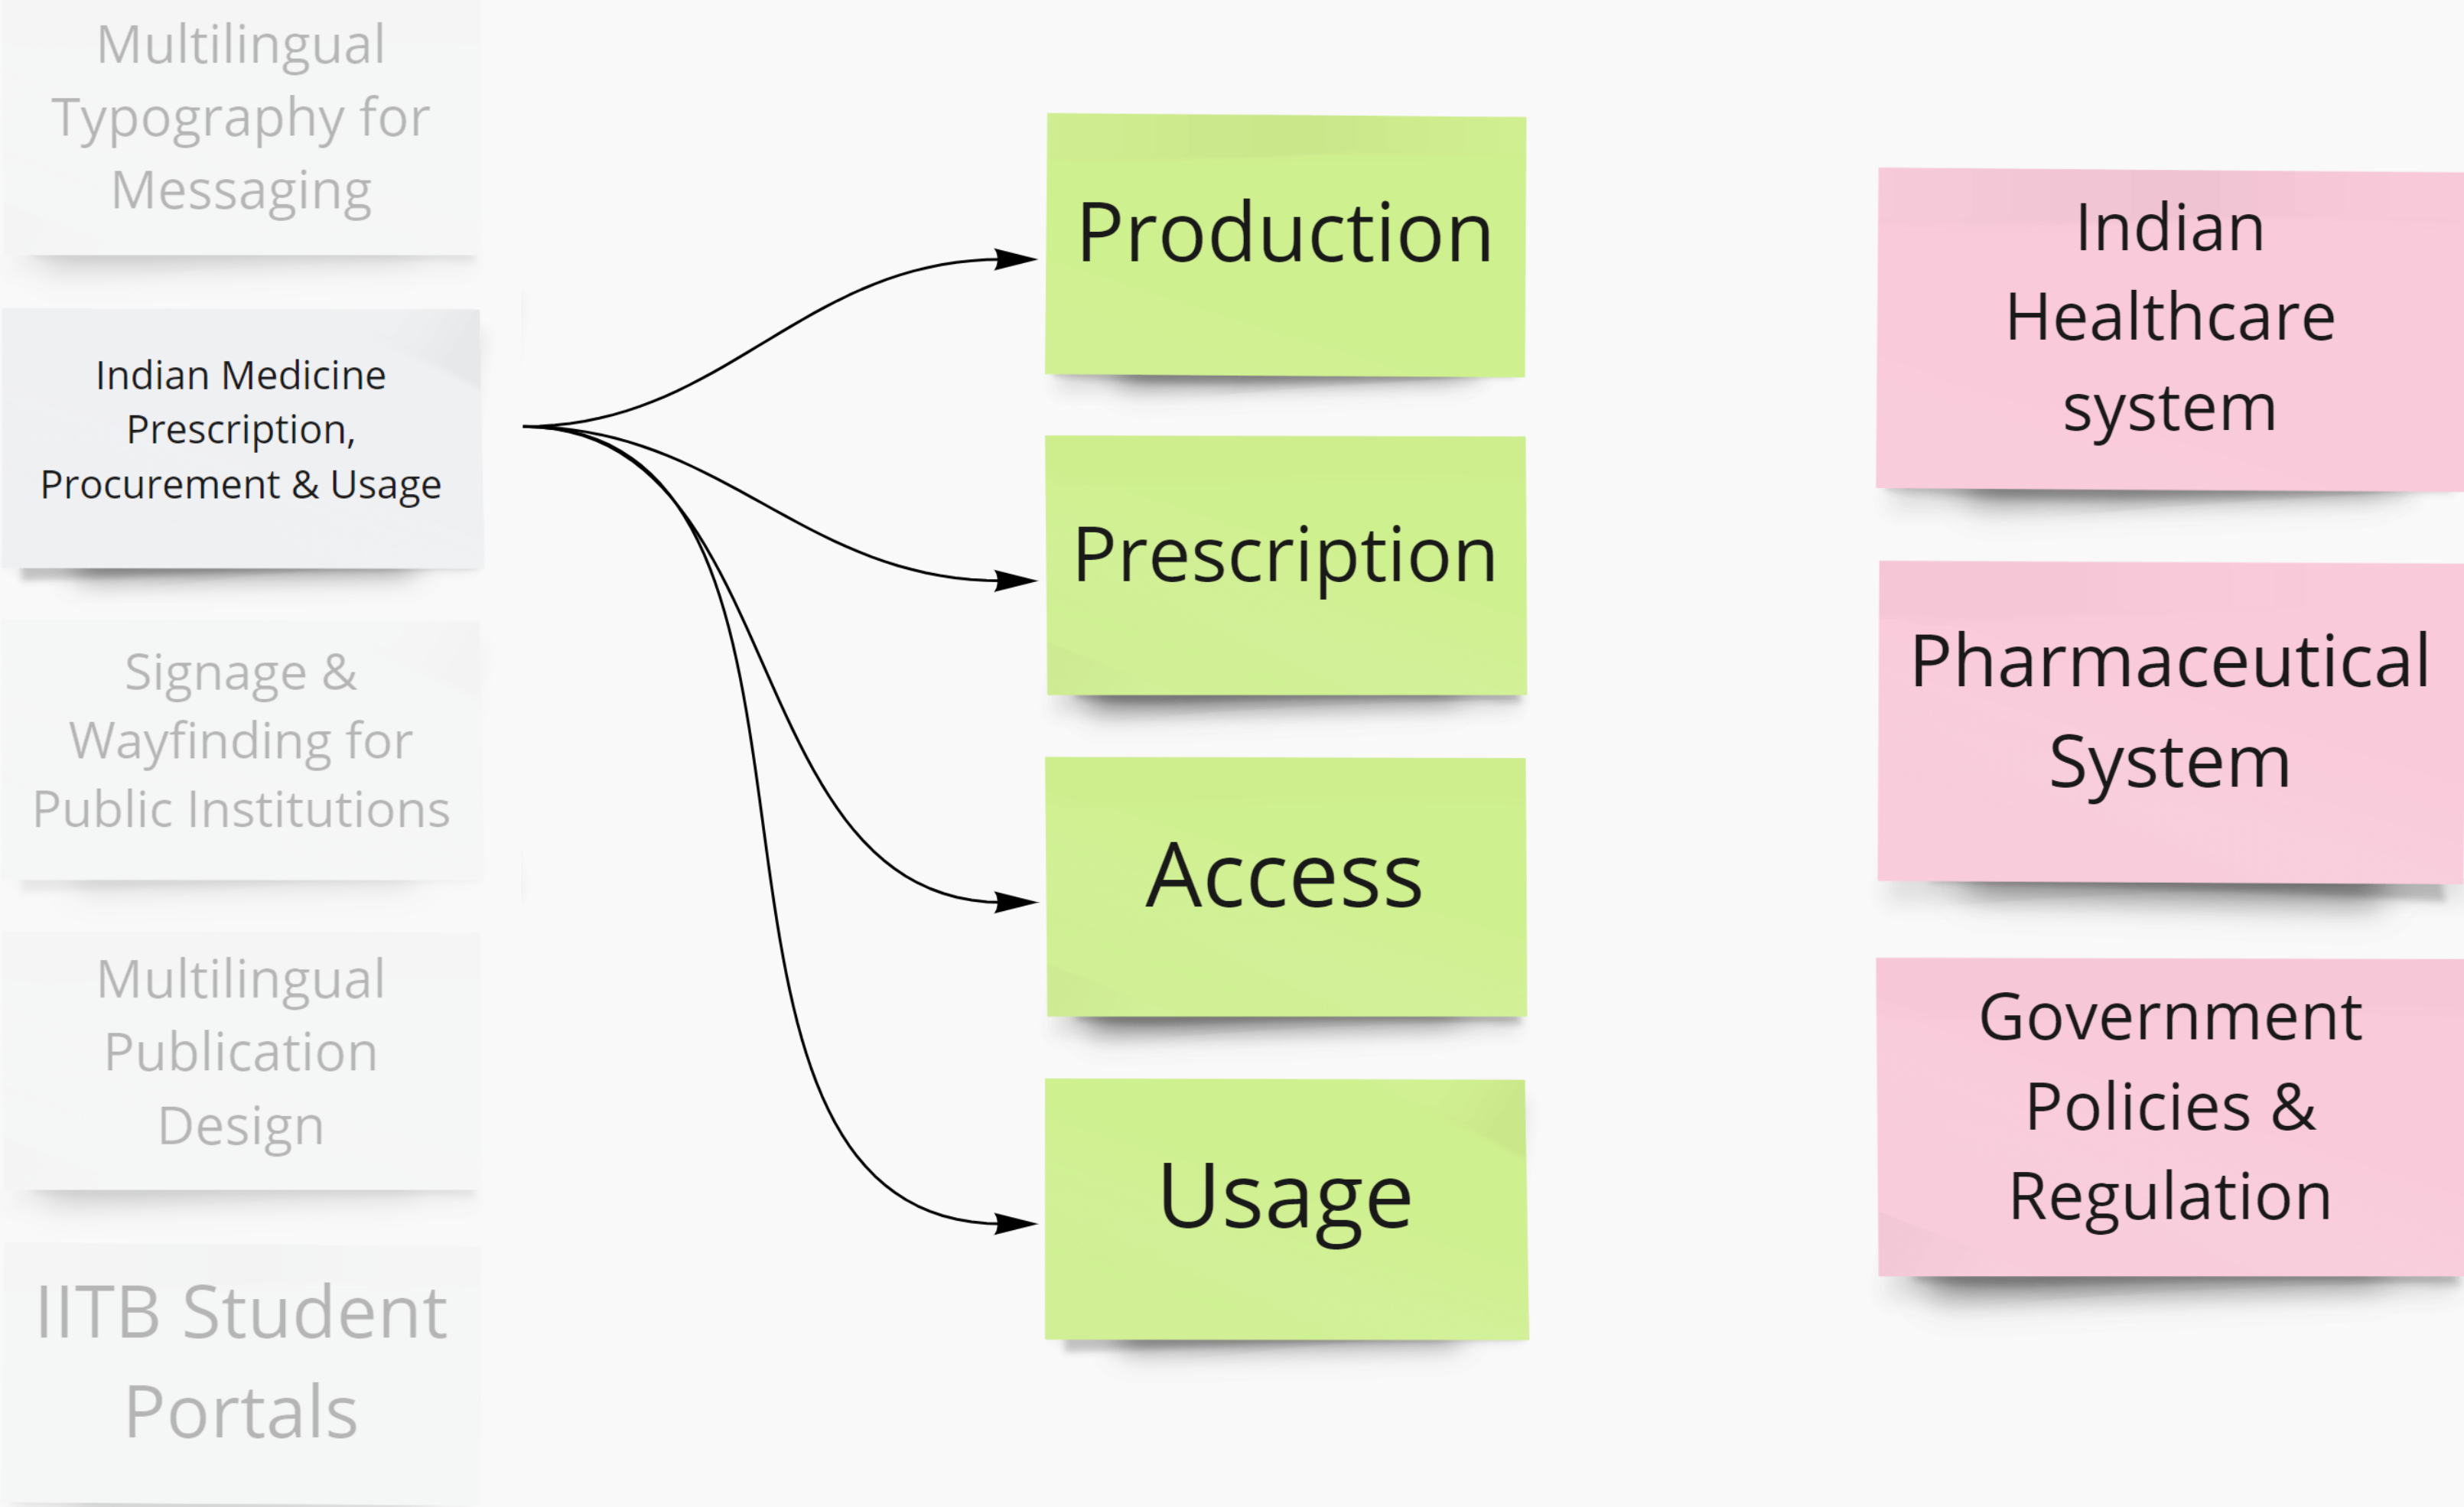 Multilingual
Typography for
Messaging
Indian Medicine
Prescription,
Procurement & Usage
Signage &
Wayfinding for
Public Institutions
Multilingual
Publication
Design
IITB Student
Portals
Production
Prescription
Access
Usage
Indian
Healthcare
system
Pharmaceutical
System
Government
Policies &
Regulation